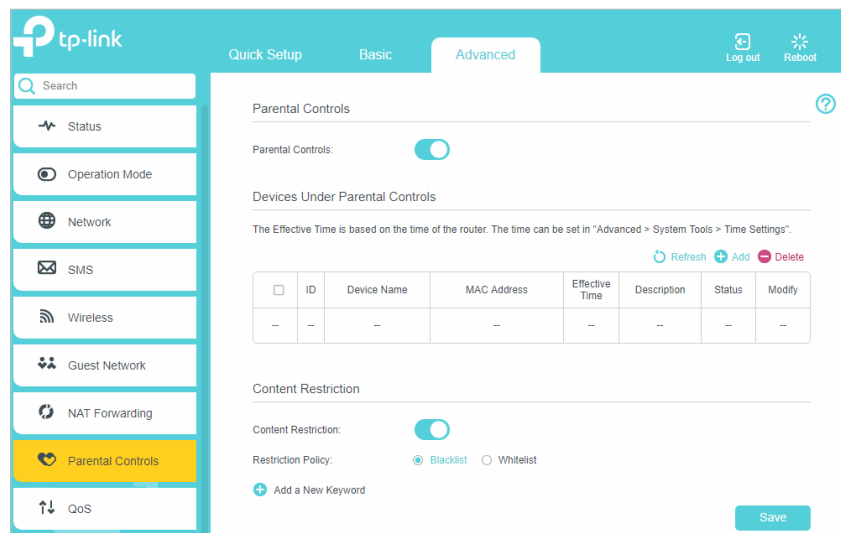 tp-link
Quick Setup
Basic
Advanced
Log out
Reboot
Search
Status
Operation Mode
Network
SMS
Wireless
Guest Network
NAT Forwarding
Parental Controls
QoS
Parental Controls
Parental Controls:
Devices Under Parental Controls
The Effective Time is based on the time of the router. The time can be set in "Advanced > System Tools > Time Settings".
Refresh Add Delete
ID Device Name MAC Address Effective Time Description Status Modify
-- -- -- -- -- -- -- --
Content Restriction
Content Restriction:
Restriction Policy: Blacklist Whitelist
Add a New Keyword
Save